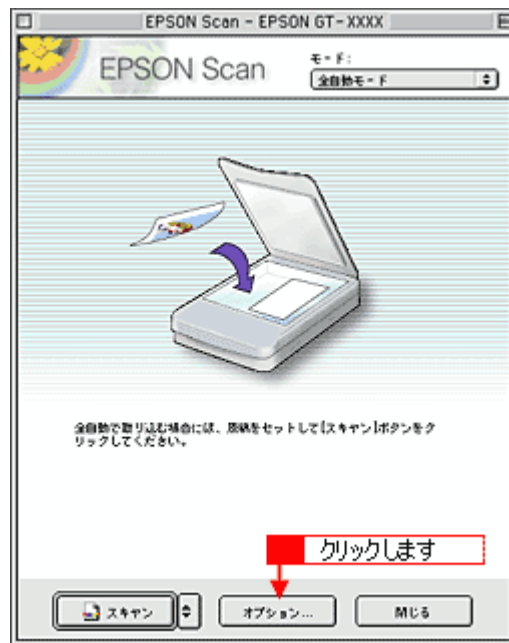 EPSON Scan - EPSON GT-XXXX
EPSON Scan
モード:
全自動モード
全自動で取り込む場合には、原稿をセットして[スキャン]ボタンをク
リックしてください。
クリックします
スキャン
オプション...
閉じる